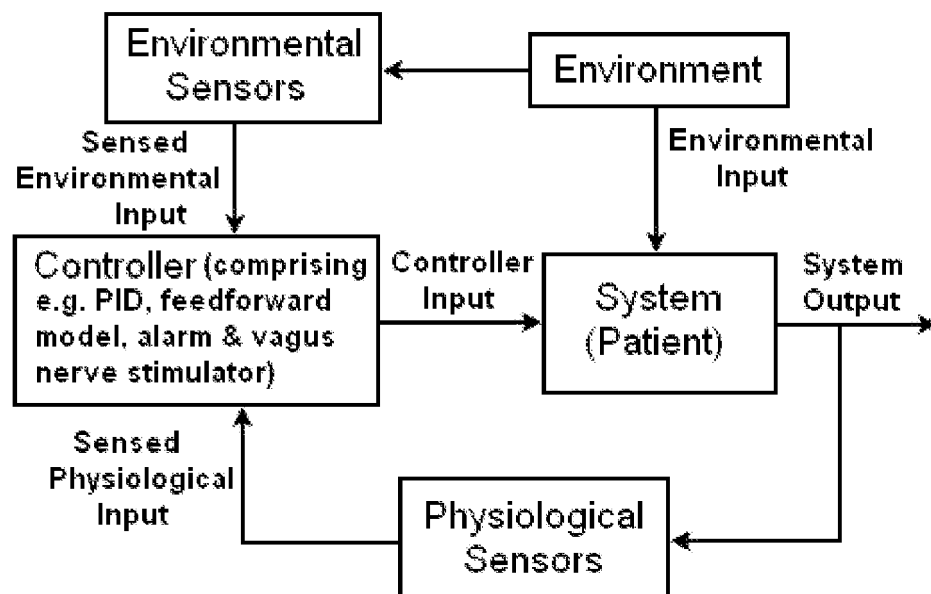 Environmental
Sensors
Environment
Sensed
Environmental
Input
Environmental
Input
Controller (comprising
e.g. PID, feedforward
model, alarm & vagus
nerve stimulator)
Controller
Input
System
(Patient)
System
Output
Sensed
Physiological
Input
Physiological
Sensors